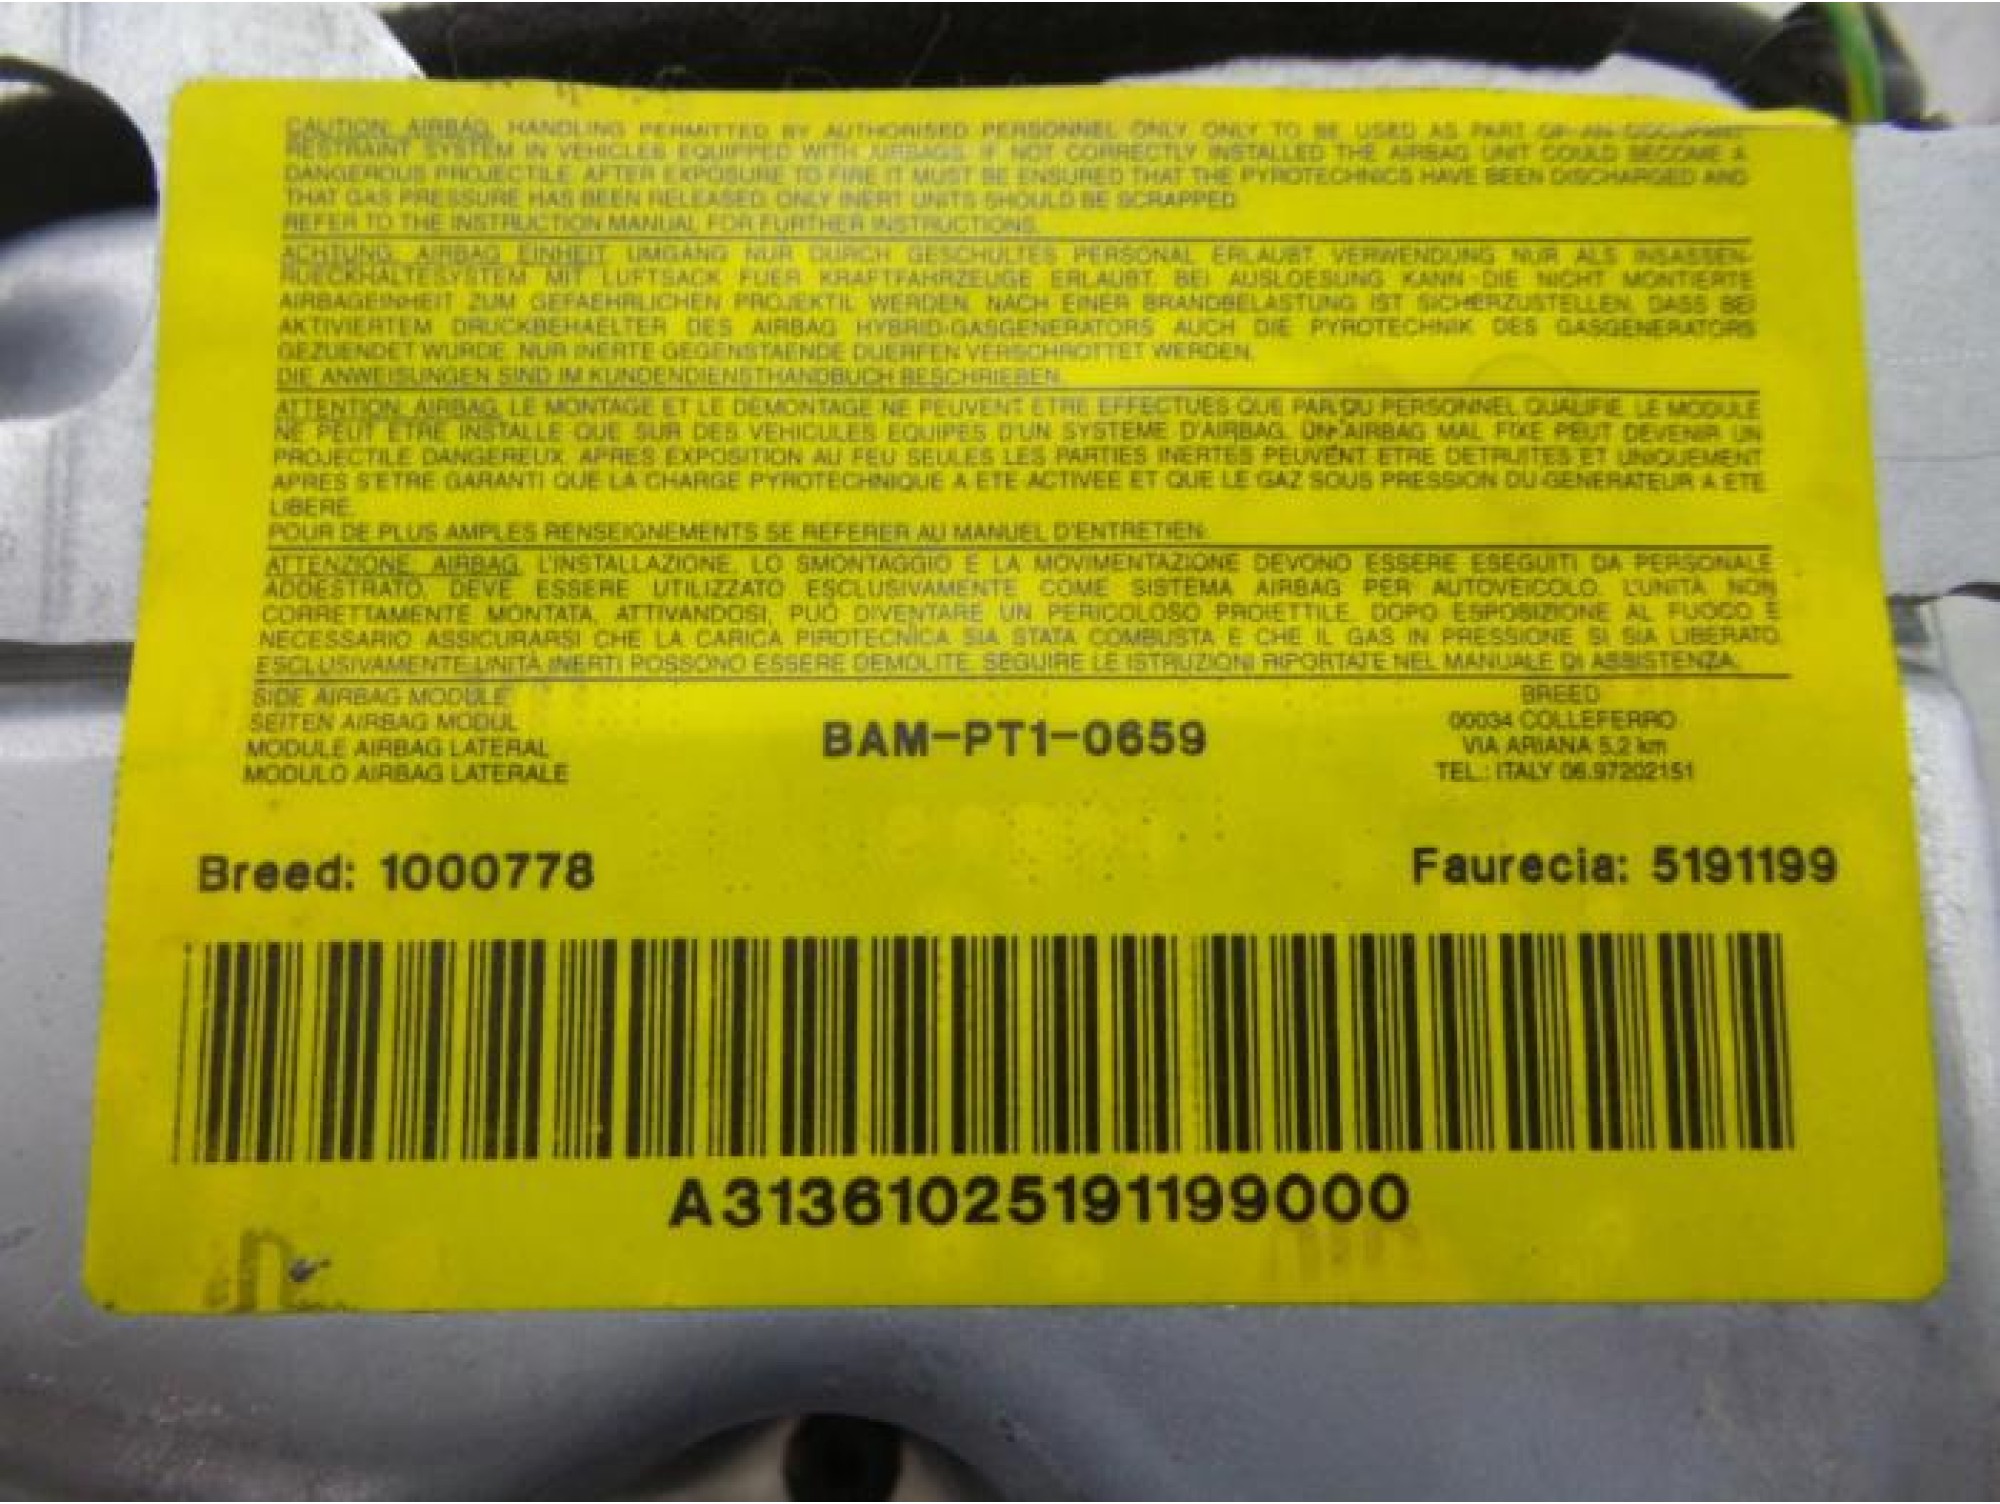 CAUTION: AIRBAG. HANDLING PERMITTED BY AUTHORISED PERSONNEL ONLY. ONLY TO BE USED AS PART OF AN OCCUPANT
RESTRAINT SYSTEM IN VEHICLES EQUIPPED WITH AIRBAGS. IF NOT CORRECTLY INSTALLED THE AIRBAG UNIT COULD BECOME A
DANGEROUS PROJECTILE. AFTER EXPOSURE TO FIRE IT MUST BE ENSURED THAT THE PYROTECHNICS HAVE BEEN DISCHARGED AND
THAT GAS PRESSURE HAS BEEN RELEASED. ONLY INERT UNITS SHOULD BE SCRAPPED.
REFER TO THE INSTRUCTION MANUAL FOR FURTHER INSTRUCTIONS.
ACHTUNG, AIRBAG EINHEIT. UMGANG NUR DURCH GESCHULTES PERSONAL ERLAUBT. VERWENDUNG NUR ALS INSASSEN-
RUECKHALTESYSTEM MIT LUFTSACK FUER KRAFTFAHRZEUGE ERLAUBT. BEI AUSLOESUNG KANN DIE NICHT MONTIERTE
AIRBAGEINHEIT ZUM GEFAEHRLICHEN PROJEKTIL WERDEN. NACH EINER BRANDBELASTUNG IST SICHERZUSTELLEN, DASS BEI
AKTIVIERTEM DRUCKBEHAELTER DES AIRBAG HYBRID-GASGENERATORS AUCH DIE PYROTECHNIK DES GASGENERATORS
GEZUENDET WURDE. NUR INERTE GEGENSTAENDE DUERFEN VERSCHROTTET WERDEN.
DIE ANWEISUNGEN SIND IM KUNDENDIENSTHANDBUCH BESCHRIEBEN.
ATTENTION, AIRBAG. LE MONTAGE ET LE DEMONTAGE NE PEUVENT ETRE EFFECTUES QUE PAR DU PERSONNEL QUALIFIE. LE MODULE
NE PEUT ETRE INSTALLE QUE SUR DES VEHICULES EQUIPES D'UN SYSTEME D'AIRBAG. UN AIRBAG MAL FIXE PEUT DEVENIR UN
PROJECTILE DANGEREUX. APRES EXPOSITION AU FEU SEULES LES PARTIES INERTES PEUVENT ETRE DETRUITES ET UNIQUEMENT
APRES S'ETRE GARANTI QUE LA CHARGE PYROTECHNIQUE A ETE ACTIVEE ET QUE LE GAZ SOUS PRESSION DU GENERATEUR A ETE
LIBERE.
POUR DE PLUS AMPLES RENSEIGNEMENTS SE REFERER AU MANUEL D'ENTRETIEN.
ATTENZIONE, AIRBAG. L'INSTALLAZIONE, LO SMONTAGGIO E LA MOVIMENTAZIONE DEVONO ESSERE ESEGUITI DA PERSONALE
ADDESTRATO. DEVE ESSERE UTILIZZATO ESCLUSIVAMENTE COME SISTEMA AIRBAG PER AUTOVEICOLO. L'UNITÀ NON
CORRETTAMENTE MONTATA, ATTIVANDOSI, PUÒ DIVENTARE UN PERICOLOSO PROIETTILE. DOPO ESPOSIZIONE AL FUOCO È
NECESSARIO ASSICURARSI CHE LA CARICA PIROTECNICA SIA STATA COMBUSTA E CHE IL GAS IN PRESSIONE SI SIA LIBERATO.
ESCLUSIVAMENTE UNITÀ INERTI POSSONO ESSERE DEMOLITE. SEGUIRE LE ISTRUZIONI RIPORTATE NEL MANUALE DI ASSISTENZA.
SIDE AIRBAG MODULE
SEITEN AIRBAG MODUL
MODULE AIRBAG LATERAL
MODULO AIRBAG LATERALE
BAM-PT1-0659
BREED
00034 COLLEFERRO
VIA ARIANA 5,2 km
TEL.: ITALY 06.97202151
Breed: 1000778
Faurecia: 5191199
A31361025191199000